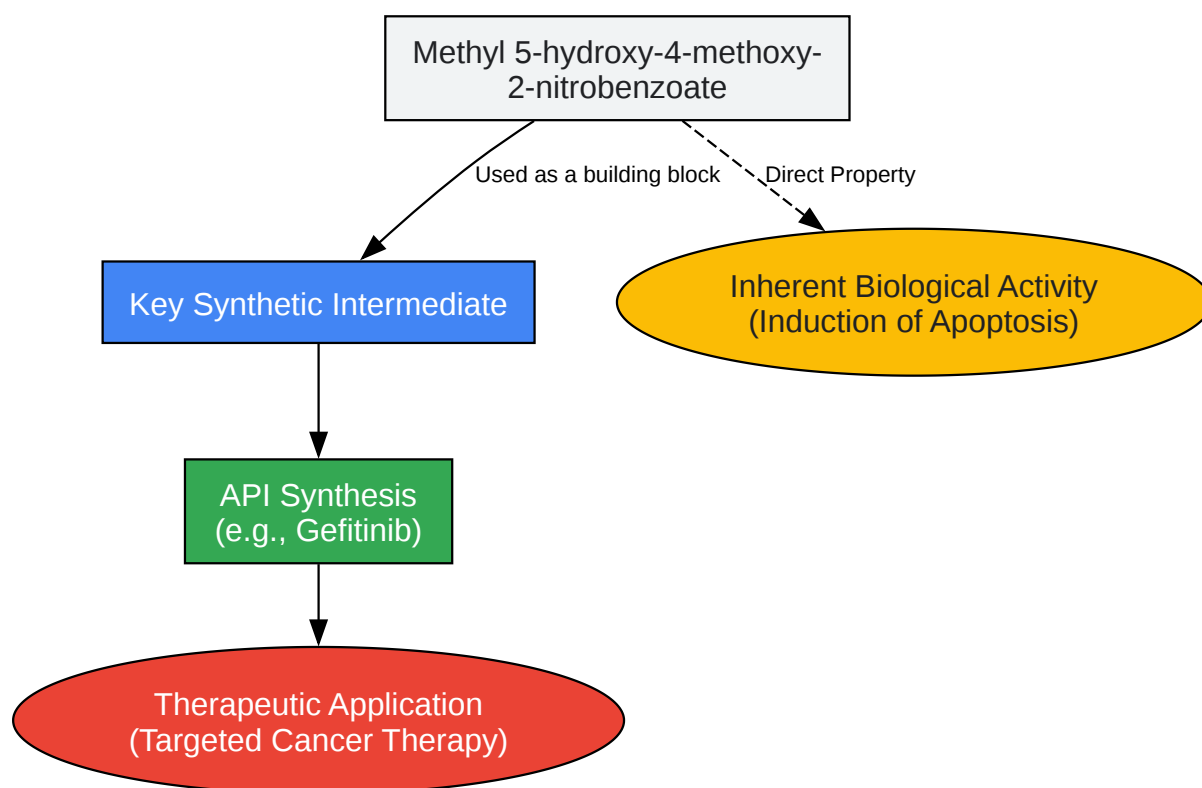 Methyl 5-hydroxy-4-methoxy-
2-nitrobenzoate
Used as a building block
Direct Property
Key Synthetic Intermediate
Inherent Biological Activity
(Induction of Apoptosis)
API Synthesis
(e.g., Gefitinib)
Therapeutic Application
(Targeted Cancer Therapy)